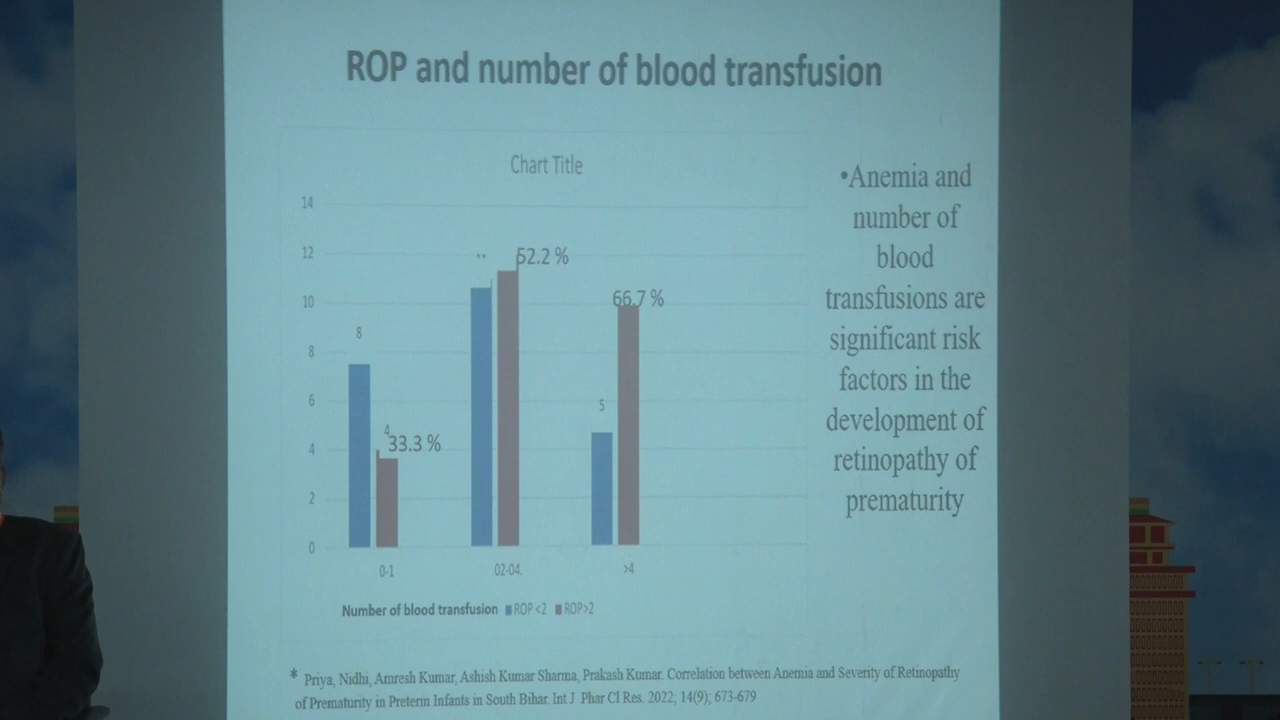 ROP and number of blood transfusion
Chart Title
14
12
10
8
6
4
2
0
8
4
33.3 %
52.2 %
5
66.7 %
0-1
02-04.
>4
Number of blood transfusion ROP <2 ROP>2
•Anemia and
number of
blood
transfusions are
significant risk
factors in the
development of
retinopathy of
prematurity
* Priya, Nidhi, Amresh Kumar, Ashish Kumar Sharma, Prakash Kumar. Correlation between Anemia and Severity of Retinopathy
of Prematurity in Preterm Infants in South Bihar. Int J Phar Cl Res. 2022; 14(9); 673-679